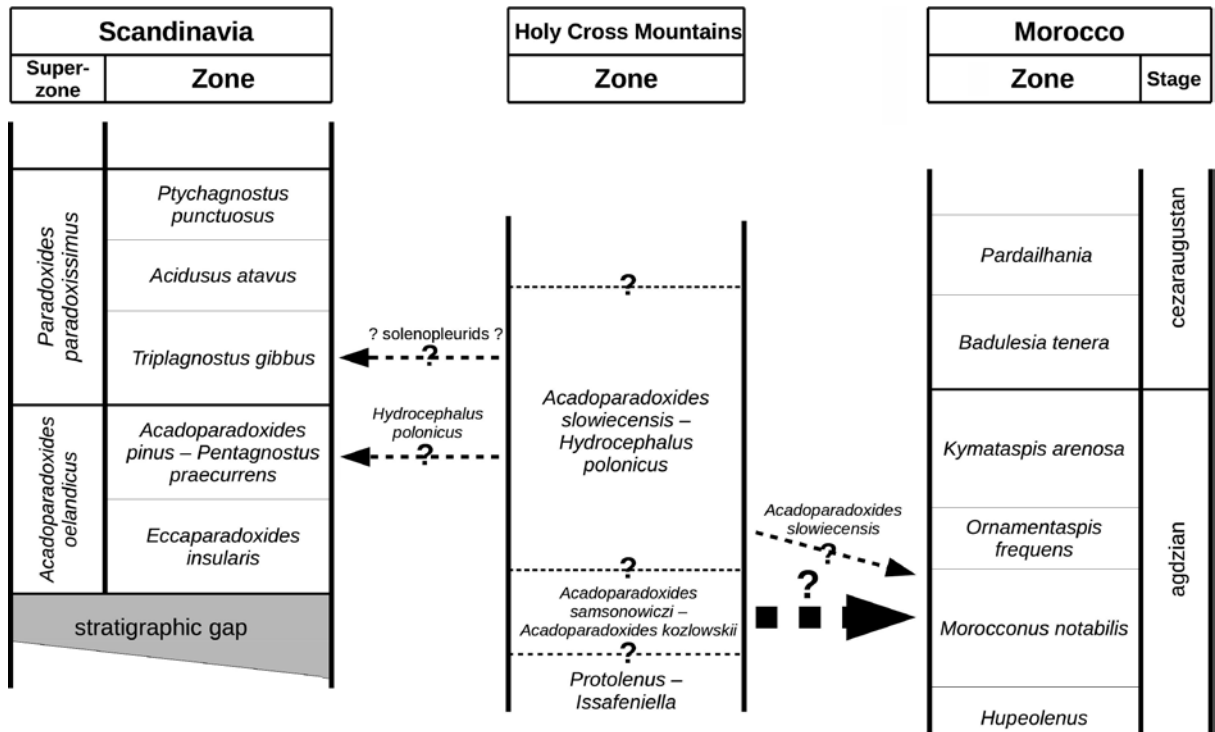 Scandinavia
Super-
zone
Zone
Paradoxides
paradoxissimus
Ptychagnostus
punctuosus
Acidusus atavus
Triplagnostus gibbus
Acadoparadoxides
oelandicus
Acadoparadoxides
pinus – Pentagnostus
praecurrens
Eccaparadoxides
insularis
stratigraphic gap
? solenopleurids ?
?
Hydrocephalus
polonicus
?
Holy Cross Mountains
Zone
?
Acadoparadoxides
slowiecensis –
Hydrocephalus
polonicus
?
Acadoparadoxides
samsonowiczi –
Acadoparadoxides kozlowskii
?
Protolenus –
Issafeniella
Acadoparadoxides
slowiecensis
?
?
Morocco
Zone
Stage
Pardailhania
Badulesia tenera
cezaraugustan
Kymataspis arenosa
Ornamentaspis
frequens
Morocconus notabilis
Hupeolenus
agdzian